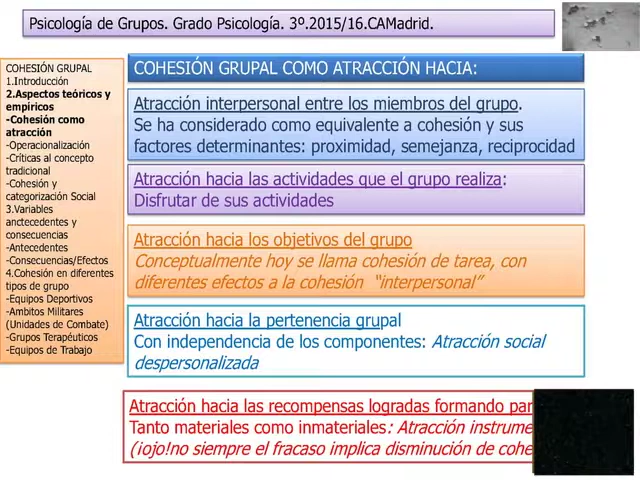 Psicología de Grupos. Grado Psicología. 3º.2015/16.CAMadrid.
COHESIÓN GRUPAL
1.Introducción
2.Aspectos teóricos y
empíricos
-Cohesión como
atracción
-Operacionalización
-Críticas al concepto
tradicional
-Cohesión y
categorización Social
3.Variables
anctecedentes y
consecuencias
-Antecedentes
-Consecuencias/Efectos
4.Cohesión en diferentes
tipos de grupo
-Equipos Deportivos
-Ambitos Militares
(Unidades de Combate)
-Grupos Terapéuticos
-Equipos de Trabajo
COHESIÓN GRUPAL COMO ATRACCIÓN HACIA:
Atracción interpersonal entre los miembros del grupo.
Se ha considerado como equivalente a cohesión y sus
factores determinantes: proximidad, semejanza, reciprocidad
Atracción hacia las actividades que el grupo realiza:
Disfrutar de sus actividades
Atracción hacia los objetivos del grupo
Conceptualmente hoy se llama cohesión de tarea, con
diferentes efectos a la cohesión "interpersonal"
Atracción hacia la pertenencia grupal
Con independencia de los componentes: Atracción social
despersonalizada
Atracción hacia las recompensas logradas formando
Tanto materiales como inmateriales: Atracción
(¡ojo!no siempre el fracaso implica disminución de